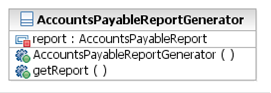 AccountsPayableReportGenerator
report : AccountsPayableReport
AccountsPayableReportGenerator ( )
getReport ( )